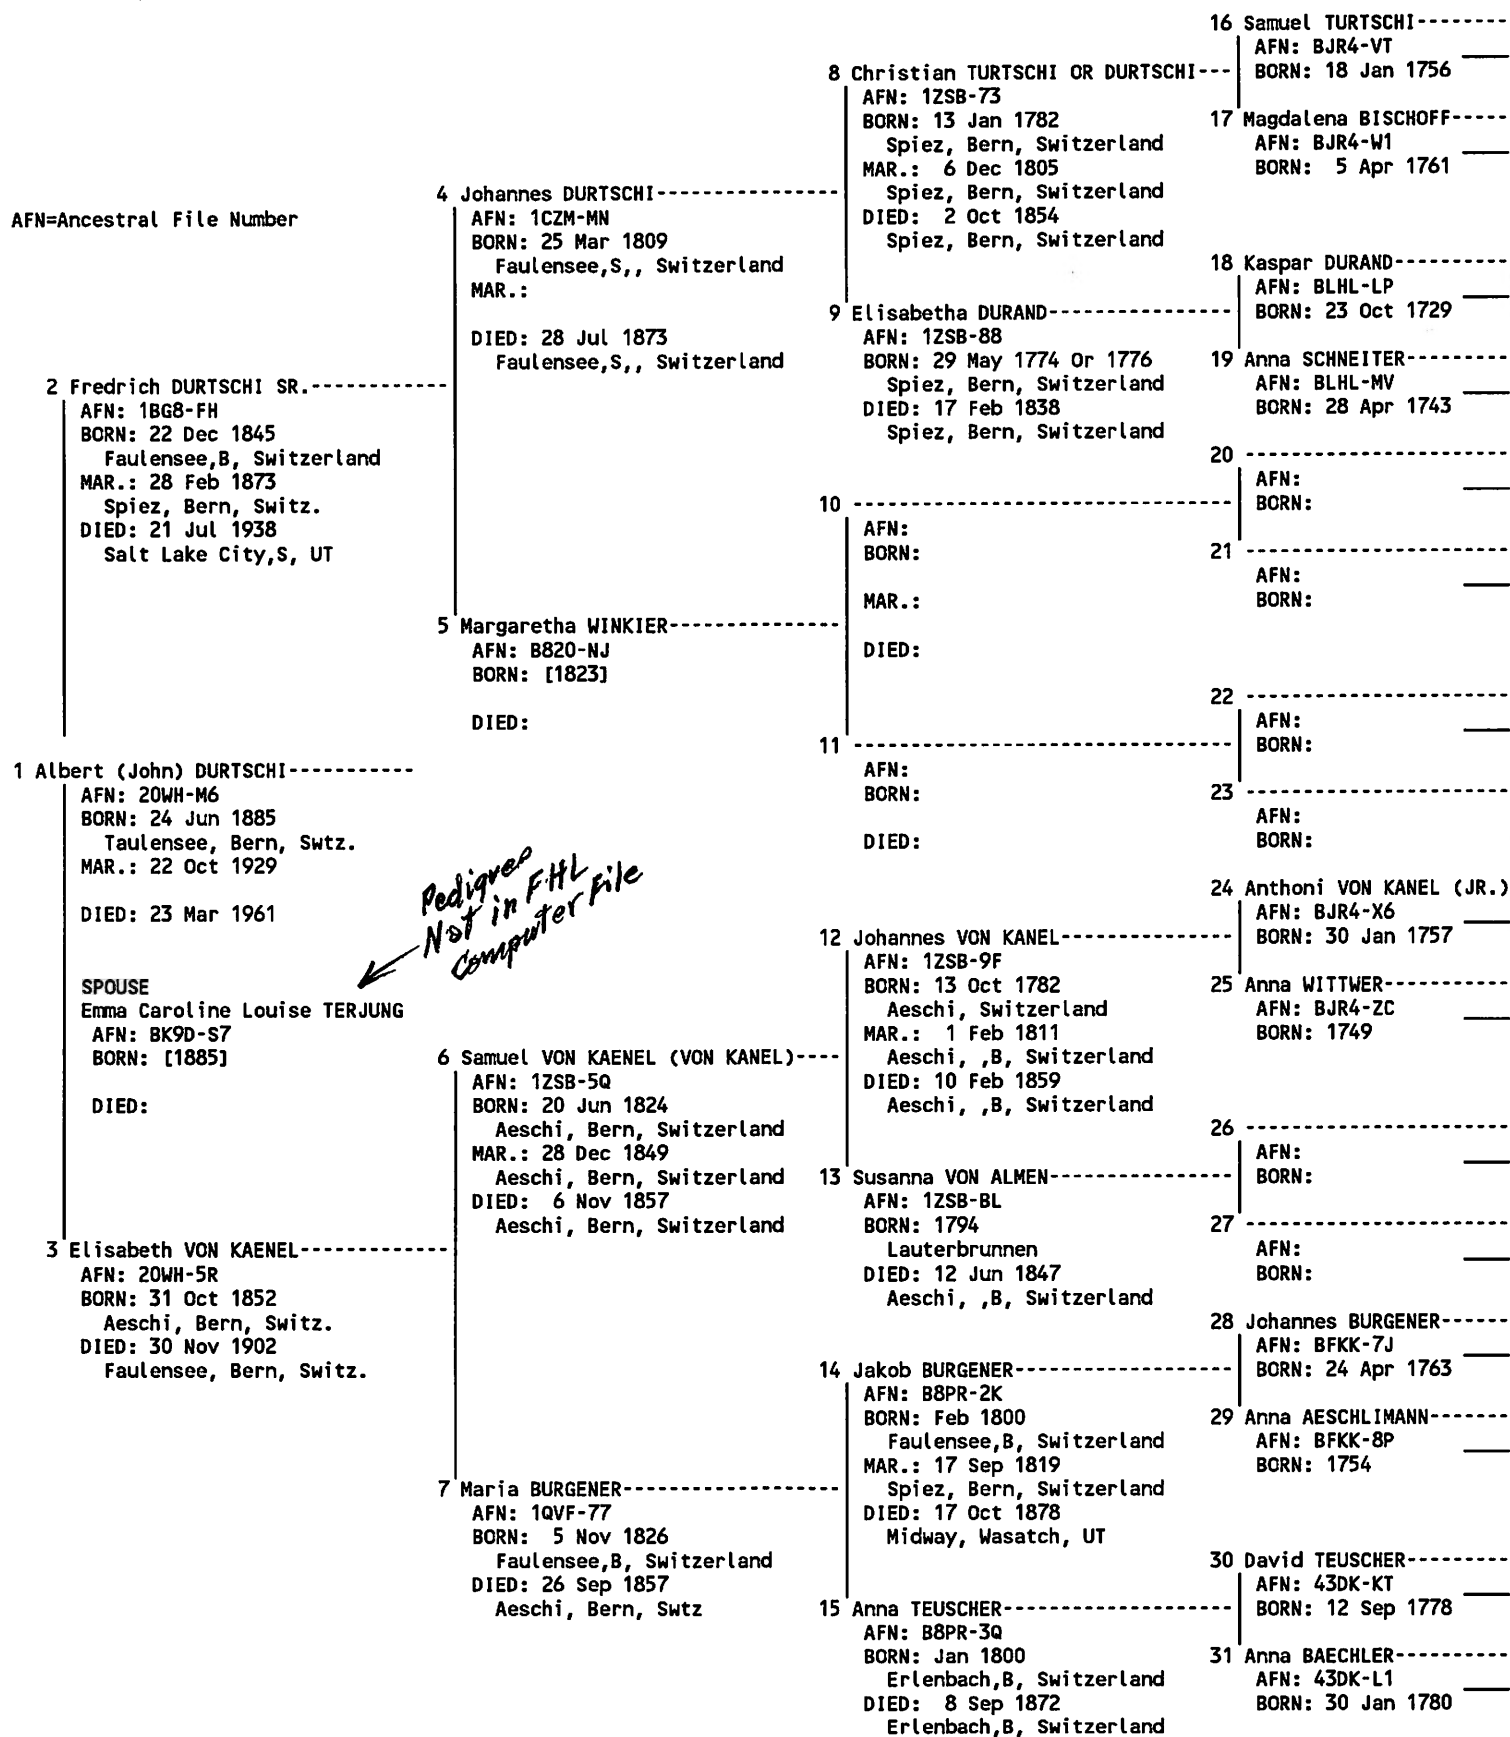 AFN=Ancestral File Number
1 Albert (John) DURTSCHI-----------
AFN: 20WH-M6
BORN: 24 Jun 1885
Taulensee, Bern, Swtz.
MAR.: 22 Oct 1929
DIED: 23 Mar 1961
SPOUSE
Emma Caroline Louise TERJUNG
AFN: BK9D-S7
BORN: [1885]
DIED:
Pedigree
Not in FHL
Computer File
2 Fredrich DURTSCHI SR.------------
AFN: 1BG8-FH
BORN: 22 Dec 1845
Faulensee,B, Switzerland
MAR.: 28 Feb 1873
Spiez, Bern, Switz.
DIED: 21 Jul 1938
Salt Lake City,S, UT
3 Elisabeth VON KAENEL-------------
AFN: 20WH-5R
BORN: 31 Oct 1852
Aeschi, Bern, Switz.
DIED: 30 Nov 1902
Faulensee, Bern, Switz.
4 Johannes DURTSCHI----------------
AFN: 1CZM-MN
BORN: 25 Mar 1809
Faulensee,S,, Switzerland
MAR.:
DIED: 28 Jul 1873
Faulensee,S,, Switzerland
5 Margaretha WINKIER---------------
AFN: B820-NJ
BORN: [1823]
DIED:
6 Samuel VON KAENEL (VON KANEL)----
AFN: 1ZSB-5Q
BORN: 20 Jun 1824
Aeschi, Bern, Switzerland
MAR.: 28 Dec 1849
Aeschi, Bern, Switzerland
DIED: 6 Nov 1857
Aeschi, Bern, Switzerland
7 Maria BURGENER-------------------
AFN: 1QVF-77
BORN: 5 Nov 1826
Faulensee,B, Switzerland
DIED: 26 Sep 1857
Aeschi, Bern, Swtz
8 Christian TURTSCHI OR DURTSCHI---
AFN: 1ZSB-73
BORN: 13 Jan 1782
Spiez, Bern, Switzerland
MAR.: 6 Dec 1805
Spiez, Bern, Switzerland
DIED: 2 Oct 1854
Spiez, Bern, Switzerland
9 Elisabetha DURAND----------------
AFN: 1ZSB-88
BORN: 29 May 1774 Or 1776
Spiez, Bern, Switzerland
DIED: 17 Feb 1838
Spiez, Bern, Switzerland
10 ---------------------------------
AFN:
BORN:
MAR.:
DIED:
11 ---------------------------------
AFN:
BORN:
DIED:
12 Johannes VON KANEL---------------
AFN: 1ZSB-9F
BORN: 13 Oct 1782
Aeschi, Switzerland
MAR.: 1 Feb 1811
Aeschi, ,B, Switzerland
DIED: 10 Feb 1859
Aeschi, ,B, Switzerland
13 Susanna VON ALMEN----------------
AFN: 1ZSB-BL
BORN: 1794
Lauterbrunnen
DIED: 12 Jun 1847
Aeschi, ,B, Switzerland
14 Jakob BURGENER-------------------
AFN: B8PR-2K
BORN: Feb 1800
Faulensee,B, Switzerland
MAR.: 17 Sep 1819
Spiez, Bern, Switzerland
DIED: 17 Oct 1878
Midway, Wasatch, UT
15 Anna TEUSCHER--------------------
AFN: B8PR-3Q
BORN: Jan 1800
Erlenbach,B, Switzerland
DIED: 8 Sep 1872
Erlenbach,B, Switzerland
16 Samuel TURTSCHI--------
AFN: BJR4-VT
BORN: 18 Jan 1756
17 Magdalena BISCHOFF-----
AFN: BJR4-W1
BORN: 5 Apr 1761
18 Kaspar DURAND----------
AFN: BLHL-LP
BORN: 23 Oct 1729
19 Anna SCHNEITER---------
AFN: BLHL-MV
BORN: 28 Apr 1743
20 -----------------------
AFN:
BORN:
21 -----------------------
AFN:
BORN:
22 -----------------------
AFN:
BORN:
23 -----------------------
AFN:
BORN:
24 Anthoni VON KANEL (JR.)
AFN: BJR4-X6
BORN: 30 Jan 1757
25 Anna WITTWER-----------
AFN: BJR4-ZC
BORN: 1749
26 -----------------------
AFN:
BORN:
27 -----------------------
AFN:
BORN:
28 Johannes BURGENER------
AFN: BFKK-7J
BORN: 24 Apr 1763
29 Anna AESCHLIMANN-------
AFN: BFKK-8P
BORN: 1754
30 David TEUSCHER---------
AFN: 43DK-KT
BORN: 12 Sep 1778
31 Anna BAECHLER----------
AFN: 43DK-L1
BORN: 30 Jan 1780